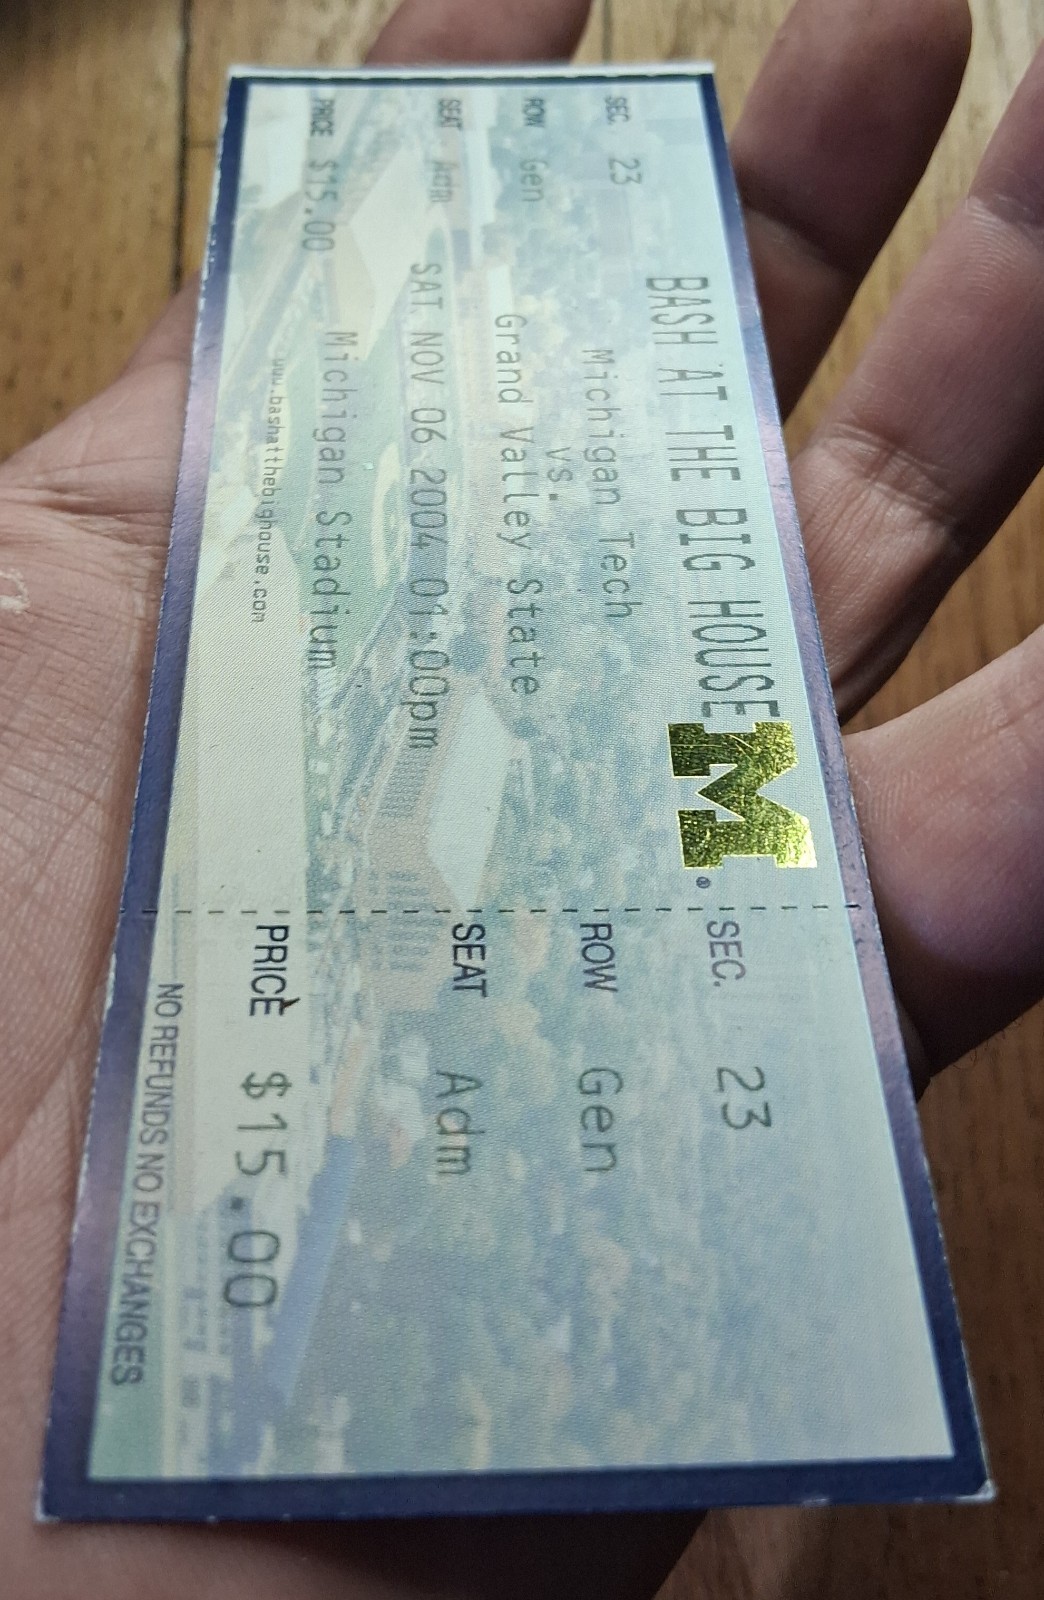 SEC. 23
ROW Gen
SEAT Adm
PRICE $15.00
BASH AT THE BIG HOUSE
Michigan Tech
vs.
Grand Valley State
SAT NOV 06 2004 01:00pm
Michigan Stadium
www.bashatthebighouse.com
M®
SEC. 23
ROW Gen
SEAT Adm
PRICE $15.00
NO REFUNDS NO EXCHANGES